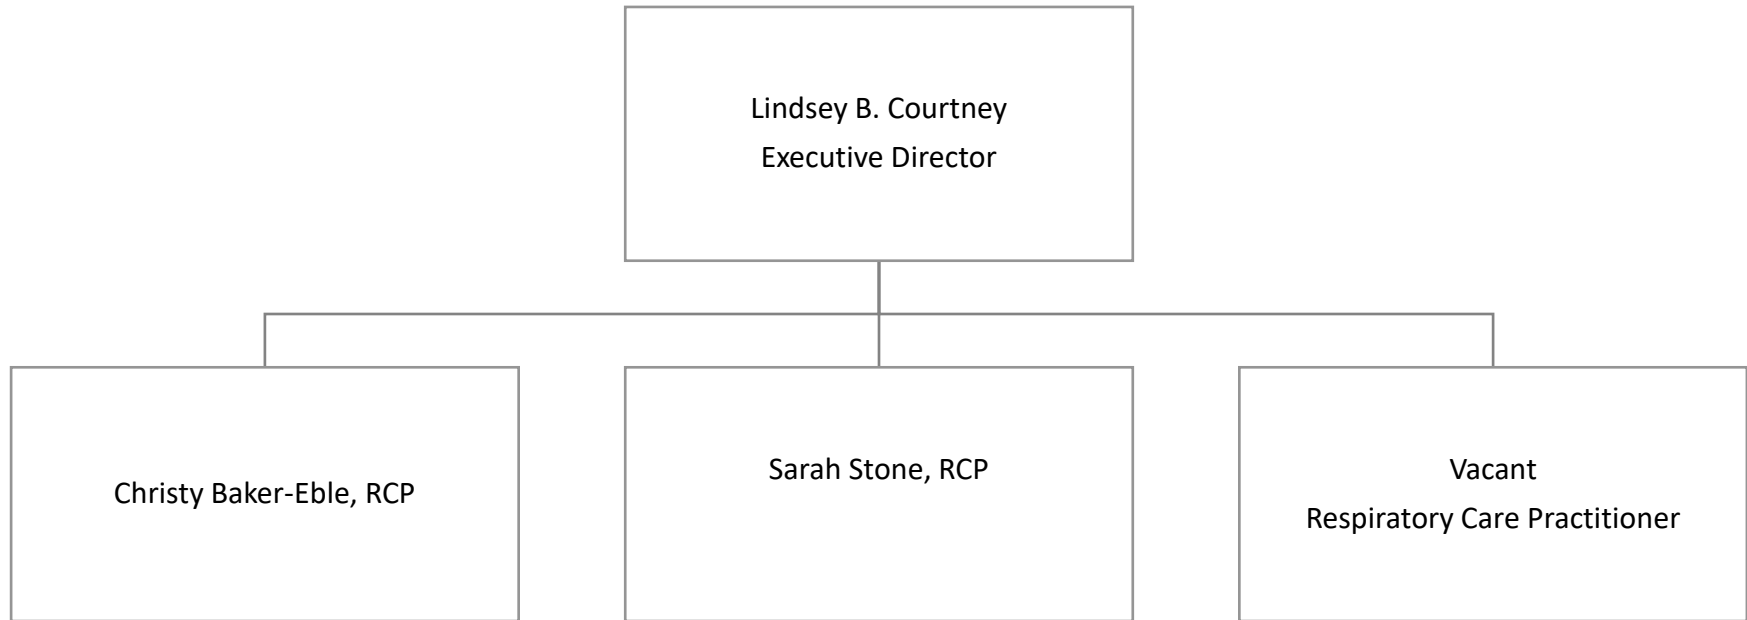 Lindsey B. Courtney
Executive Director
Christy Baker-Eble, RCP
Sarah Stone, RCP
Vacant
Respiratory Care Practitioner